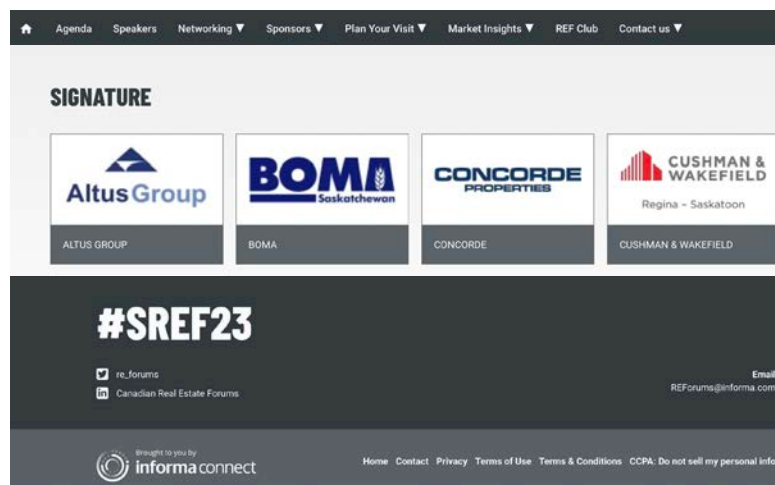 Agenda Speakers Networking ▼ Sponsors ▼ Plan Your Visit ▼ Market Insights ▼ REF Club Contact us ▼
SIGNATURE
Altus Group
BOMA
Saskatchewan
CONCORDE
PROPERTIES
CUSHMAN &
WAKEFIELD
Regina – Saskatoon
ALTUS GROUP
BOMA
CONCORDE
CUSHMAN & WAKEFIELD
#SREF23
re_forums
Canadian Real Estate Forums
Email
REForums@informa.com
Brought to you by
informa connect
Home Contact Privacy Terms of Use Terms & Conditions CCPA: Do not sell my personal info